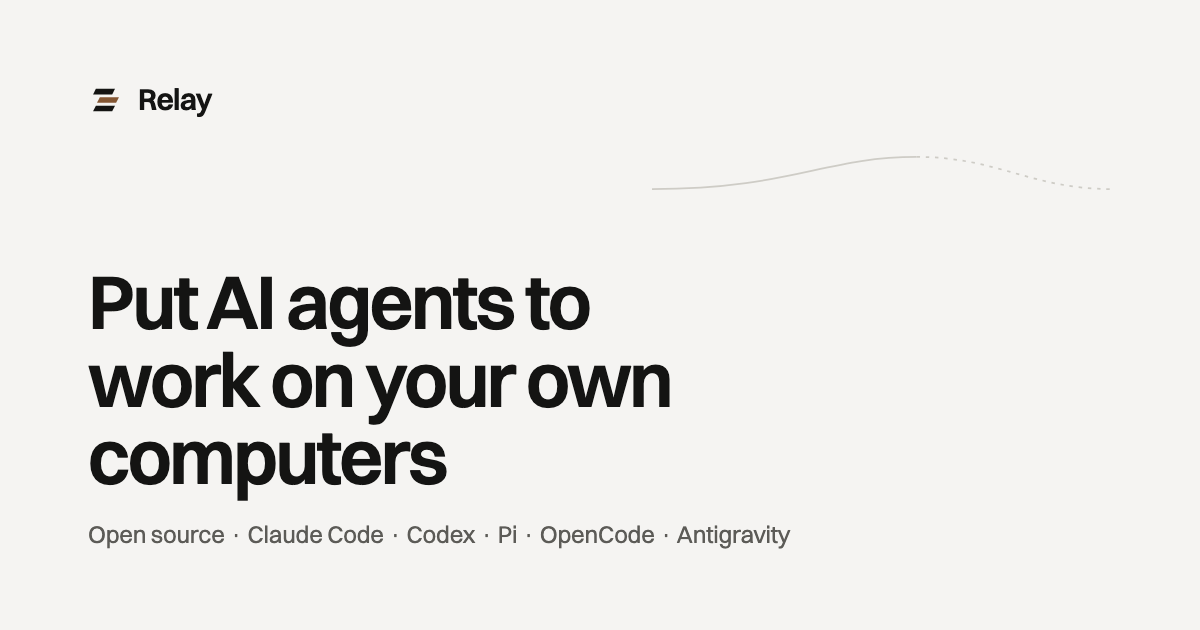 Relay
Put AI agents to
work on your own
computers
Open source · Claude Code · Codex · Pi · OpenCode · Antigravity